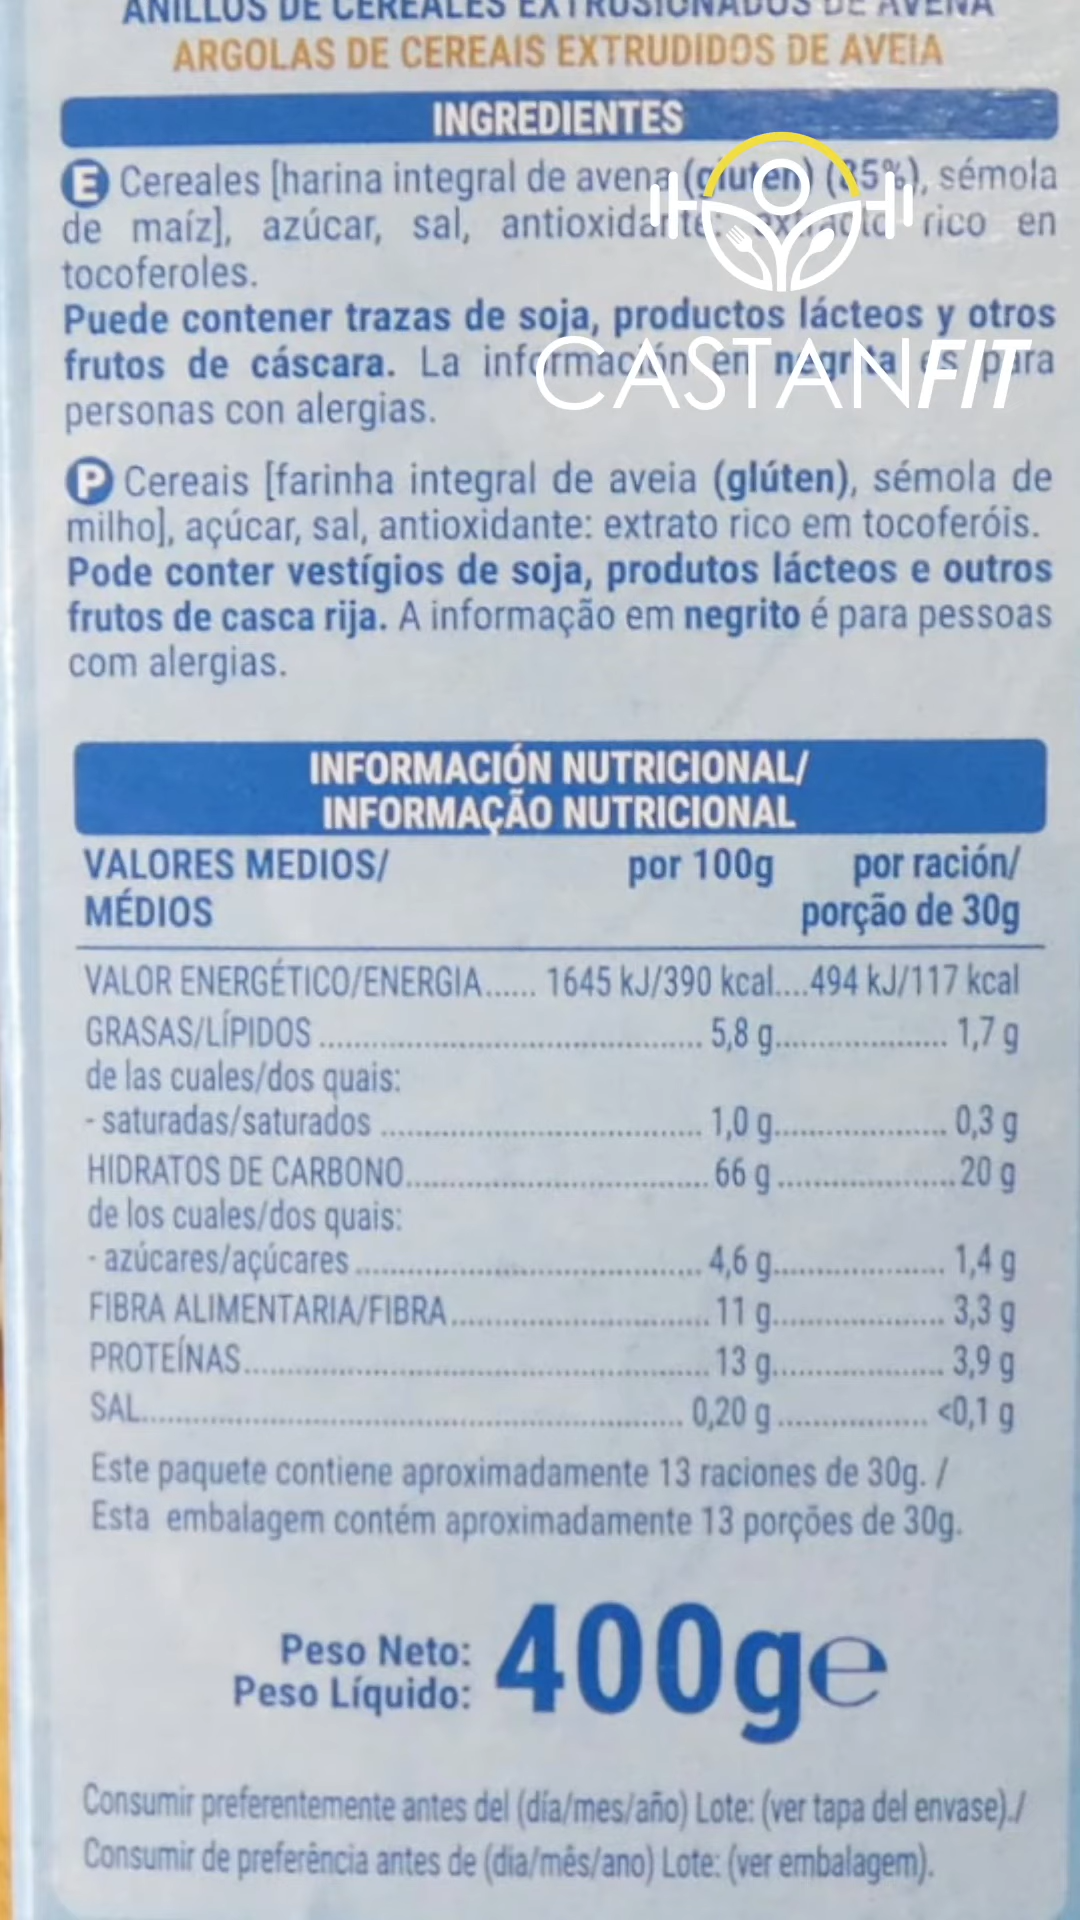 ANILLOS DE CEREALES EXTRUSIONADOS DE AVENA
ARGOLAS DE CEREAIS EXTRUDIDOS DE AVEIA
INGREDIENTES
E Cereales [harina integral de avena (gluten) (85%), sémola
de maíz], azúcar, sal, antioxidante: extracto rico en
tocoferoles.
Puede contener trazas de soja, productos lácteos y otros
frutos de cáscara. La información en negrita es para
personas con alergias.
CASTANFIT
P Cereais [farinha integral de aveia (glúten), sémola de
milho], açúcar, sal, antioxidante: extrato rico em tocoferóis.
Pode conter vestígios de soja, produtos lácteos e outros
frutos de casca rija. A informação em negrito é para pessoas
com alergias.
INFORMACIÓN NUTRICIONAL/
INFORMAÇÃO NUTRICIONAL
VALORES MEDIOS/ por 100g por ración/
MÉDIOS porção de 30g
VALOR ENERGÉTICO/ENERGIA...... 1645 kJ/390 kcal....494 kJ/117 kcal
GRASAS/LÍPIDOS ........ 5,8 g........ 1,7 g
de las cuales/dos quais:
- saturadas/saturados ........ 1,0 g........ 0,3 g
HIDRATOS DE CARBONO........ 66 g ........ 20 g
de los cuales/dos quais:
- azúcares/açúcares ........ 4,6 g........ 1,4 g
FIBRA ALIMENTARIA/FIBRA ........ 11 g........ 3,3 g
PROTEÍNAS........ 13 g........ 3,9 g
SAL........ 0,20 g ........ <0,1 g
Este paquete contiene aproximadamente 13 raciones de 30g. /
Esta embalagem contém aproximadamente 13 porções de 30g.
Peso Neto:
Peso Líquido: 400g e
Consumir preferentemente antes del (día/mes/año) Lote: (ver tapa del envase)./
Consumir de preferência antes de (dia/mês/ano) Lote: (ver embalagem).